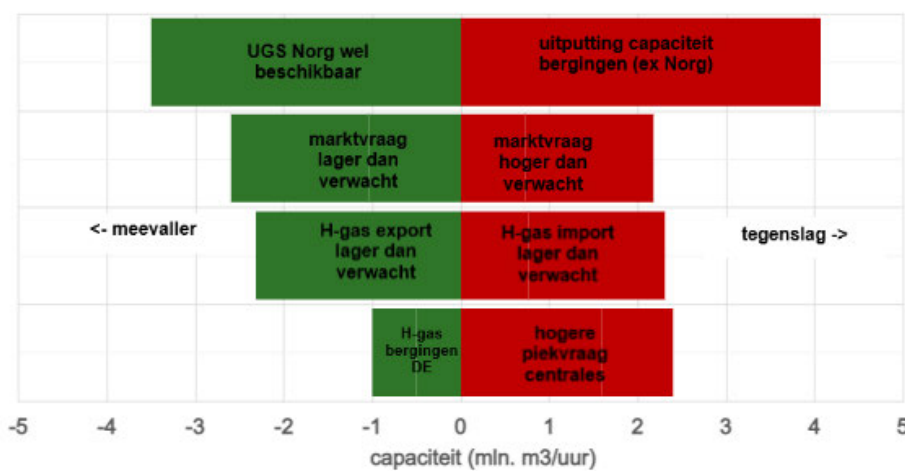 UGS Norg wel
beschikbaar
uitputting capaciteit
bergingen (ex Norg)
marktvraag
lager dan
verwacht
marktvraag
hoger dan
verwacht
<- meevaller
H-gas export
lager dan
verwacht
H-gas import
lager dan
verwacht
tegenslag ->
H-gas
bergingen
DE
hogere
piekvraag
centrales
-5 -4 -3 -2 -1 0 1 2 3 4 5
capaciteit (mln. m3/uur)